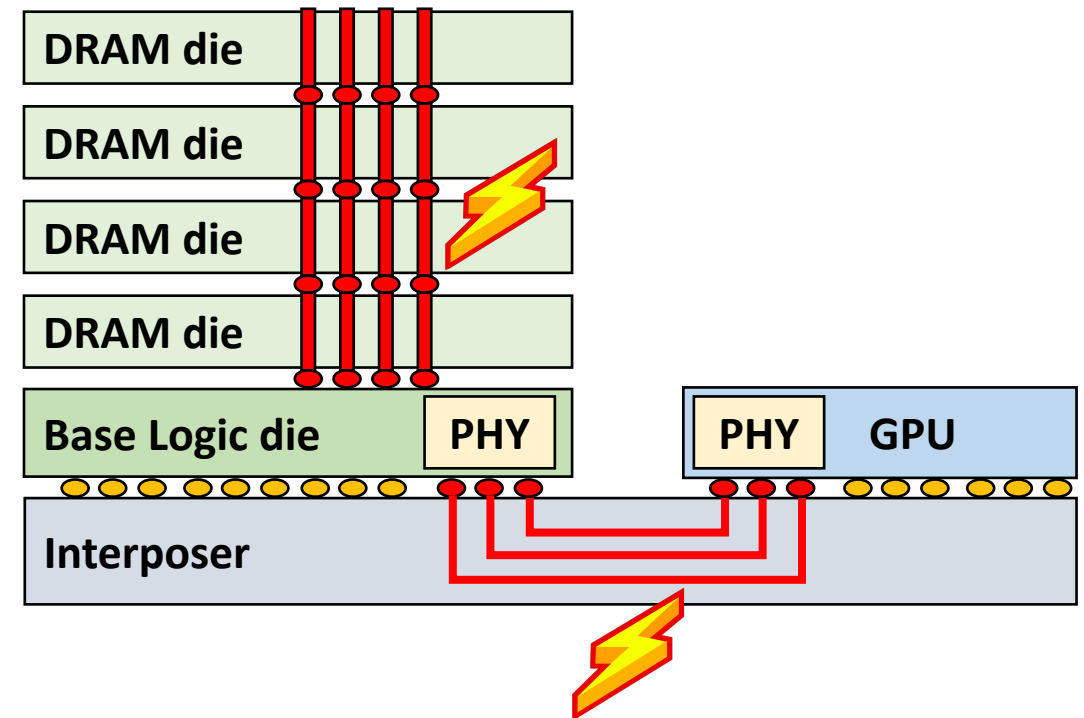 DRAM die
DRAM die
DRAM die
DRAM die
Base Logic die PHY PHY GPU
Interposer